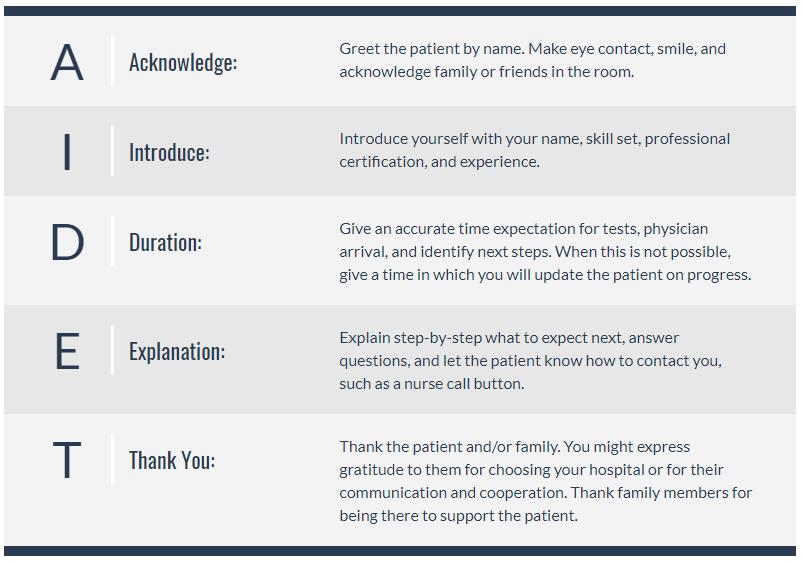 A
Acknowledge:
Greet the patient by name. Make eye contact, smile, and
acknowledge family or friends in the room.
I
Introduce:
Introduce yourself with your name, skill set, professional
certification, and experience.
D
Duration:
Give an accurate time expectation for tests, physician
arrival, and identify next steps. When this is not possible,
give a time in which you will update the patient on progress.
E
Explanation:
Explain step-by-step what to expect next, answer
questions, and let the patient know how to contact you,
such as a nurse call button.
T
Thank You:
Thank the patient and/or family. You might express
gratitude to them for choosing your hospital or for their
communication and cooperation. Thank family members for
being there to support the patient.